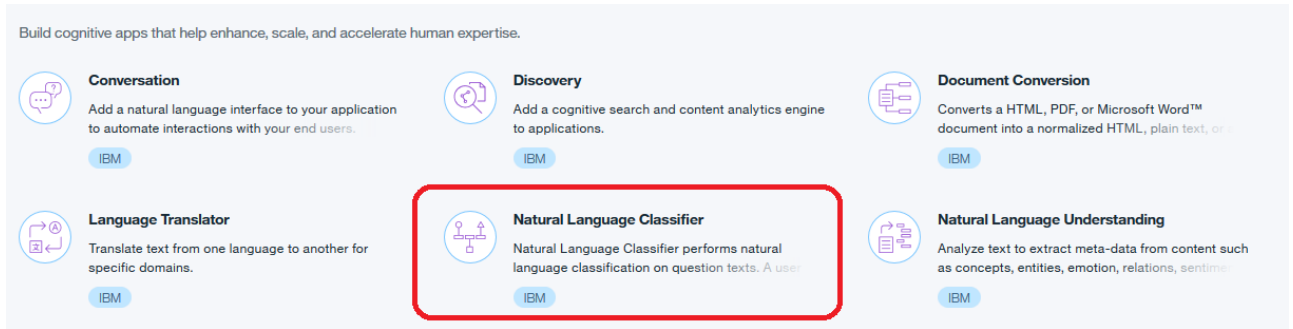 Build cognitive apps that help enhance, scale, and accelerate human expertise.
Conversation
Add a natural language interface to your application
to automate interactions with your end users.
IBM
Discovery
Add a cognitive search and content analytics engine
to applications.
IBM
Document Conversion
Converts a HTML, PDF, or Microsoft Word™
document into a normalized HTML, plain text, or
IBM
Language Translator
Translate text from one language to another for
specific domains.
IBM
Natural Language Classifier
Natural Language Classifier performs natural
language classification on question texts. A user
IBM
Natural Language Understanding
Analyze text to extract meta-data from content such
as concepts, entities, emotion, relations,
IBM